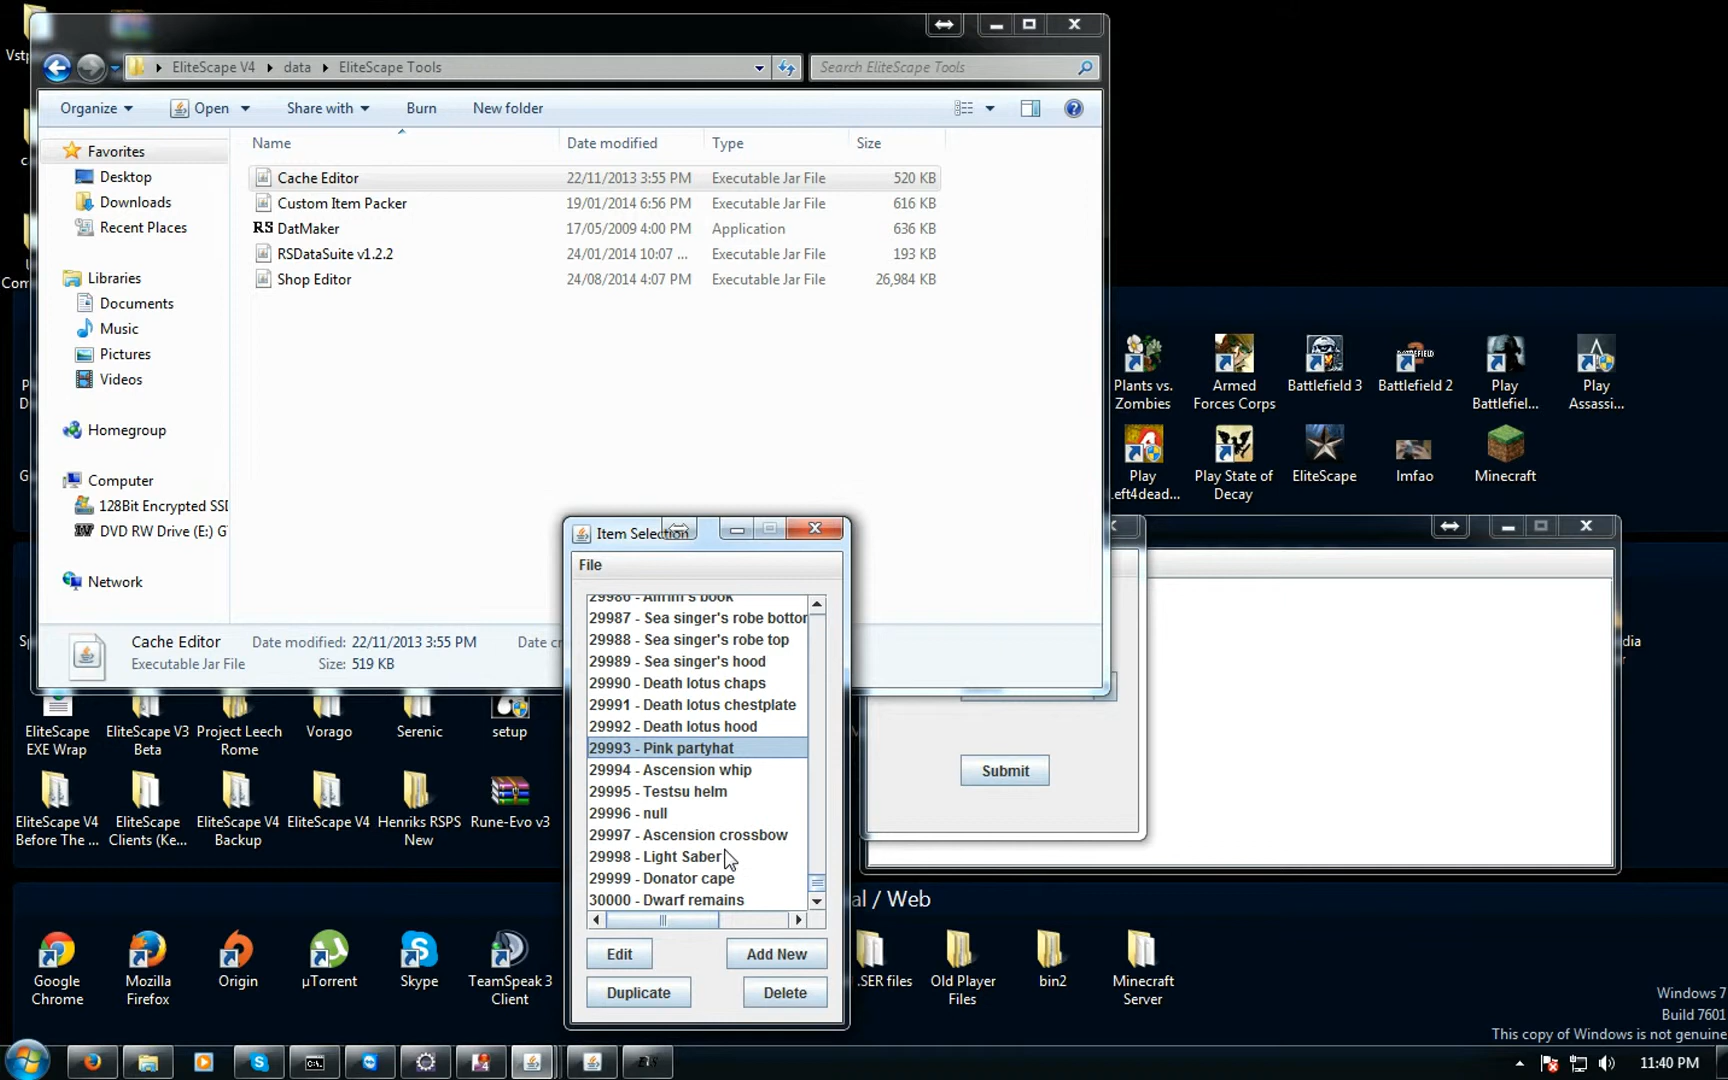 Vstp
EliteScape V4
data
EliteScape Tools
Search EliteScape Tools
Organize
Open
Share with
Burn
New folder
Name
Date modified
Type
Size
Favorites
Desktop
Downloads
Recent Places
Libraries
Documents
Music
Pictures
Videos
Homegroup
Computer
128Bit Encrypted SSD
DVD RW Drive (E:) G
Network
Cache Editor
22/11/2013 3:55 PM
Executable Jar File
520 KB
Custom Item Packer
19/01/2014 6:56 PM
Executable Jar File
616 KB
RS DatMaker
17/05/2009 4:00 PM
Application
636 KB
RSDataSuite v1.2.2
24/01/2014 10:07 ...
Executable Jar File
193 KB
Shop Editor
24/08/2014 4:07 PM
Executable Jar File
26,984 KB
Cache Editor
Date modified: 22/11/2013 3:55 PM
Date cr
Executable Jar File
Size: 519 KB
Plants vs. Zombies
Armed Forces Corps
Battlefield 3
Battlefield 2
Play Battlefiel...
Play Assassi...
Play Left4dead...
Play State of Decay
EliteScape
lmfao
Minecraft
Item Selection
File
29986 - Ahrim's book
29987 - Sea singer's robe bottor
29988 - Sea singer's robe top
29989 - Sea singer's hood
29990 - Death lotus chaps
29991 - Death lotus chestplate
29992 - Death lotus hood
29993 - Pink partyhat
29994 - Ascension whip
29995 - Testsu helm
29996 - null
29997 - Ascension crossbow
29998 - Light Saber
29999 - Donator cape
30000 - Dwarf remains
Edit
Add New
Duplicate
Delete
Submit
EliteScape EXE Wrap
EliteScape V3 Beta
Project Leech Rome
Vorago
Serenic
setup
EliteScape V4 Before The ...
EliteScape Clients (Ke...
EliteScape V4 Backup
EliteScape V4
Henriks RSPS New
Rune-Evo v3
al / Web
Google Chrome
Mozilla Firefox
Origin
µTorrent
Skype
TeamSpeak 3 Client
.SER files
Old Player Files
bin2
Minecraft Server
Windows 7
Build 7601
This copy of Windows is not genuine
11:40 PM